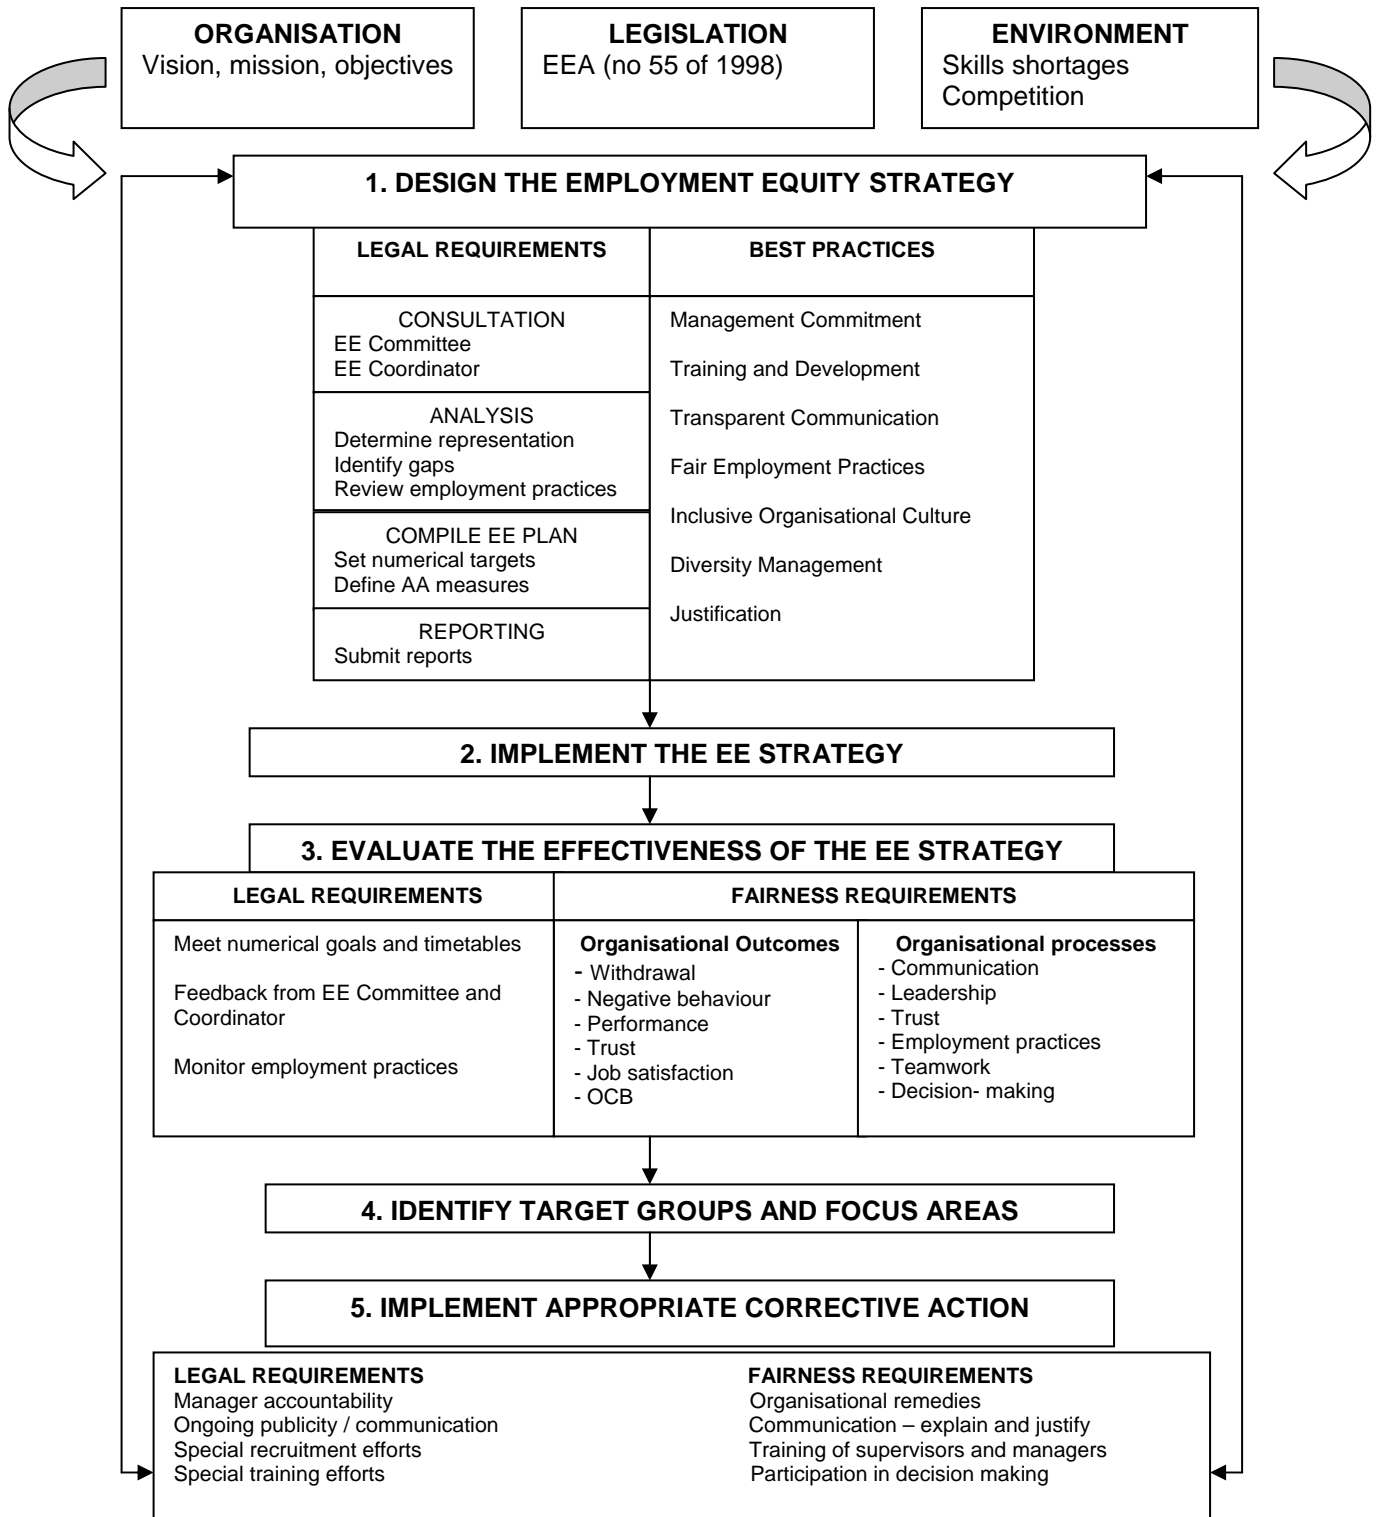 ORGANISATION
Vision, mission, objectives
LEGISLATION
EEA (no 55 of 1998)
ENVIRONMENT
Skills shortages
Competition
1. DESIGN THE EMPLOYMENT EQUITY STRATEGY
LEGAL REQUIREMENTS
CONSULTATION
EE Committee
EE Coordinator
ANALYSIS
Determine representation
Identify gaps
Review employment practices
COMPILE EE PLAN
Set numerical targets
Define AA measures
REPORTING
Submit reports
BEST PRACTICES
Management Commitment
Training and Development
Transparent Communication
Fair Employment Practices
Inclusive Organisational Culture
Diversity Management
Justification
2. IMPLEMENT THE EE STRATEGY
3. EVALUATE THE EFFECTIVENESS OF THE EE STRATEGY
LEGAL REQUIREMENTS
Meet numerical goals and timetables
Feedback from EE Committee and
Coordinator
Monitor employment practices
FAIRNESS REQUIREMENTS
Organisational Outcomes
- Withdrawal
- Negative behaviour
- Performance
- Trust
- Job satisfaction
- OCB
Organisational processes
- Communication
- Leadership
- Trust
- Employment practices
- Teamwork
- Decision- making
4. IDENTIFY TARGET GROUPS AND FOCUS AREAS
5. IMPLEMENT APPROPRIATE CORRECTIVE ACTION
LEGAL REQUIREMENTS
Manager accountability
Ongoing publicity / communication
Special recruitment efforts
Special training efforts
FAIRNESS REQUIREMENTS
Organisational remedies
Communication – explain and justify
Training of supervisors and managers
Participation in decision making